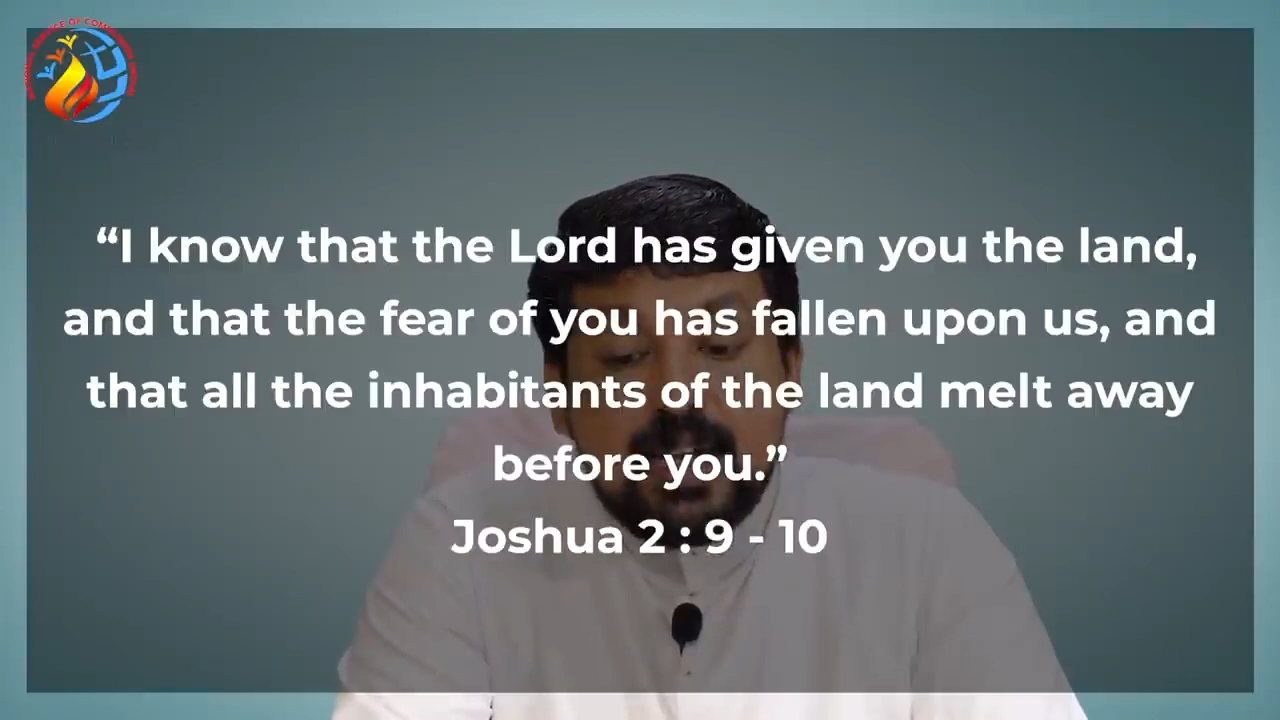 “I know that the Lord has given you the land,
and that the fear of you has fallen upon us, and
that all the inhabitants of the land melt away
before you.”
Joshua 2 : 9 - 10